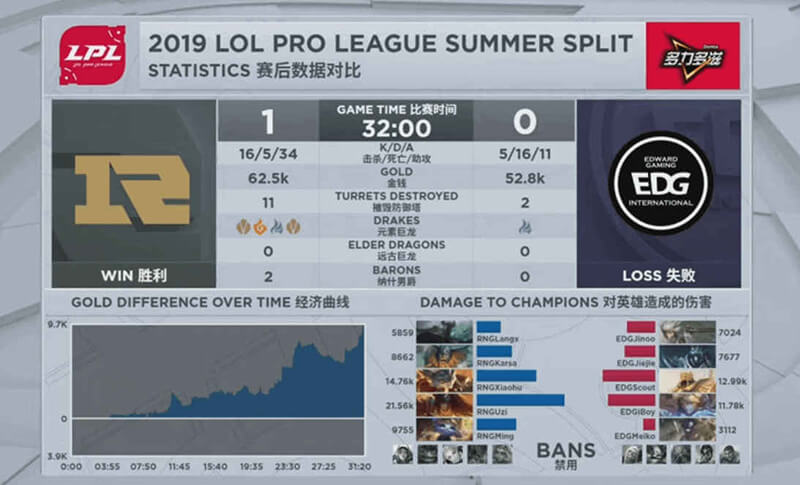 LPL
2019 LOL PRO LEAGUE SUMMER SPLIT
STATISTICS 赛后数据对比
多力多滋
1
GAME TIME 比赛时间
32:00
0
16/5/34
K/D/A
击杀/死亡/助攻
5/16/11
62.5k
GOLD
金钱
52.8k
11
TURRETS DESTROYED
摧毁防御塔
2
DRAKES
元素巨龙
0
ELDER DRAGONS
远古巨龙
0
2
BARONS
纳什男爵
0
R
WIN 胜利
EDWARD
GAMING
EDG
INTERNATIONAL
LOSS 失败
GOLD DIFFERENCE OVER TIME 经济曲线
9.7K
0
3.9K
0:00 03:55 07:50 11:45 15:40 19:35 23:30 27:25 31:20
DAMAGE TO CHAMPIONS 对英雄造成的伤害
5859 RNGLangx EDGJinoo 7024
8662 RNGKarsa EDGJiejie 7677
14.76k RNGXiaohu EDGScout 12.99k
21.56k RNGUzi EDGiBoy 11.78k
9755 RNGMing EDGMeiko 3112
BANS
禁用